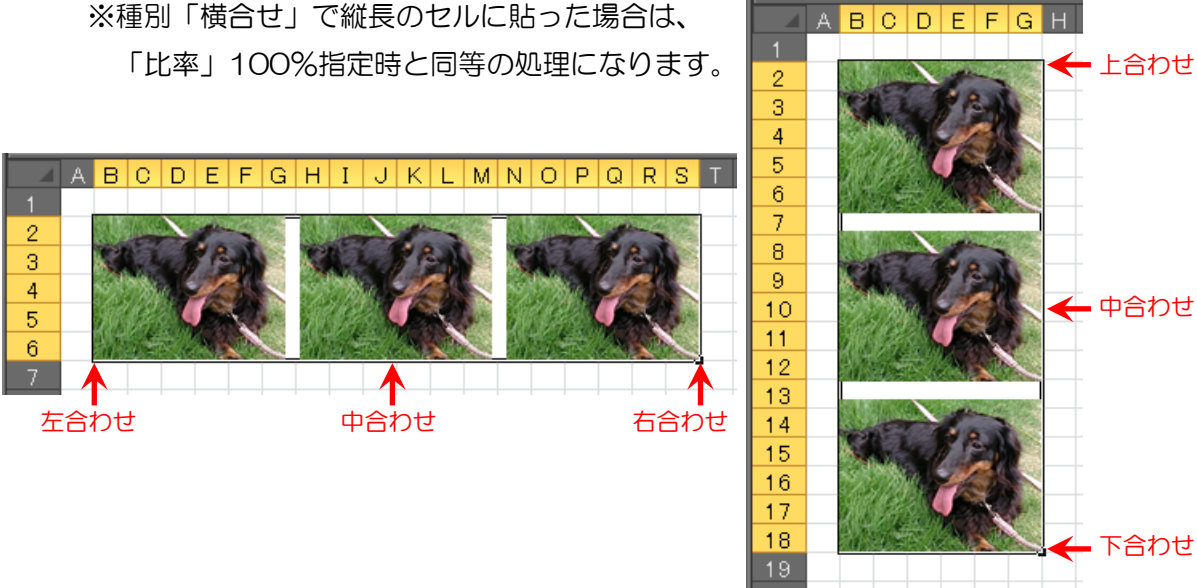 ※種別「横合せ」で縦長のセルに貼った場合は、
「比率」100％指定時と同等の処理になります。
A B C D E F G H I J K L M N O P Q R S T
1
2
3
4
5
6
7
左合わせ
中合わせ
右合わせ
A B C D E F G H
1
2
3
4
5
6
7
8
9
10
11
12
13
14
15
16
17
18
19
上合わせ
中合わせ
下合わせ